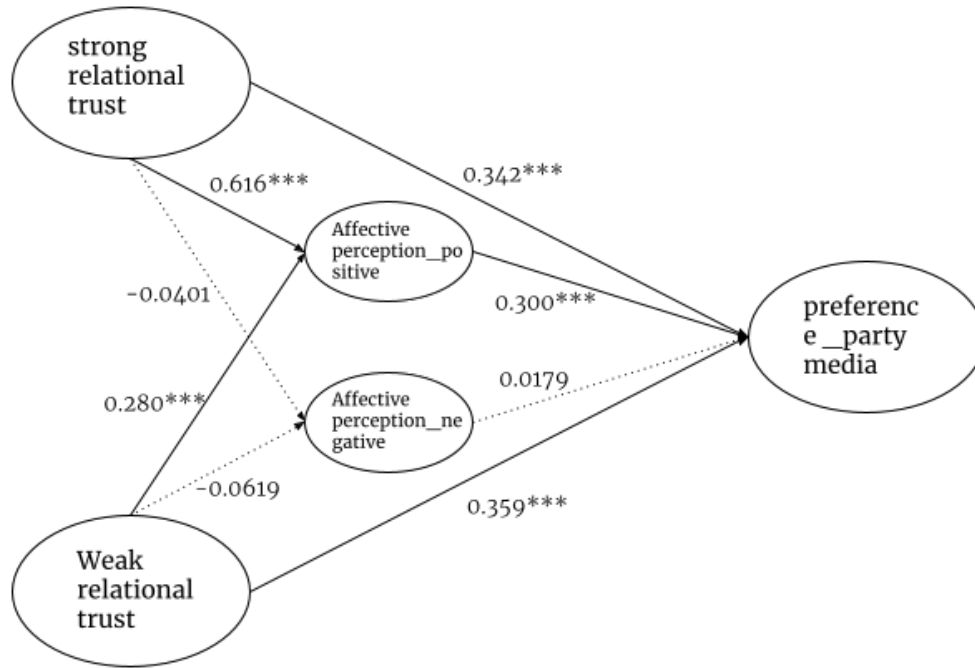 strong
relational
trust
0.342***
0.616***
Affective
perception_po
sitive
-0.0401
0.300***
preferenc
e _party
media
0.280***
Affective
perception_ne
gative
0.0179
-0.0619
0.359***
Weak
relational
trust